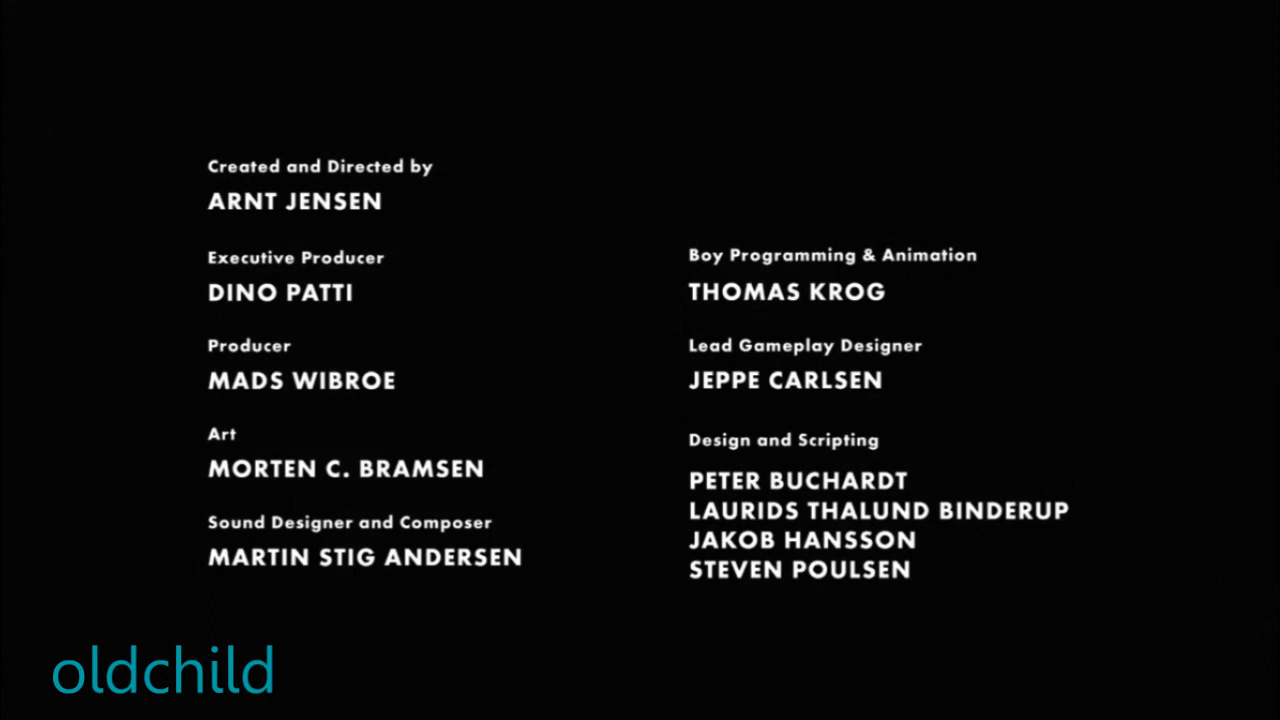 Created and Directed by
ARNT JENSEN
Executive Producer
DINO PATTI
Producer
MADS WIBROE
Art
MORTEN C. BRAMSEN
Sound Designer and Composer
MARTIN STIG ANDERSEN
Boy Programming & Animation
THOMAS KROG
Lead Gameplay Designer
JEPPE CARLSEN
Design and Scripting
PETER BUCHARDT
LAURIDS THALUND BINDERUP
JAKOB HANSSON
STEVEN POULSEN
oldchild